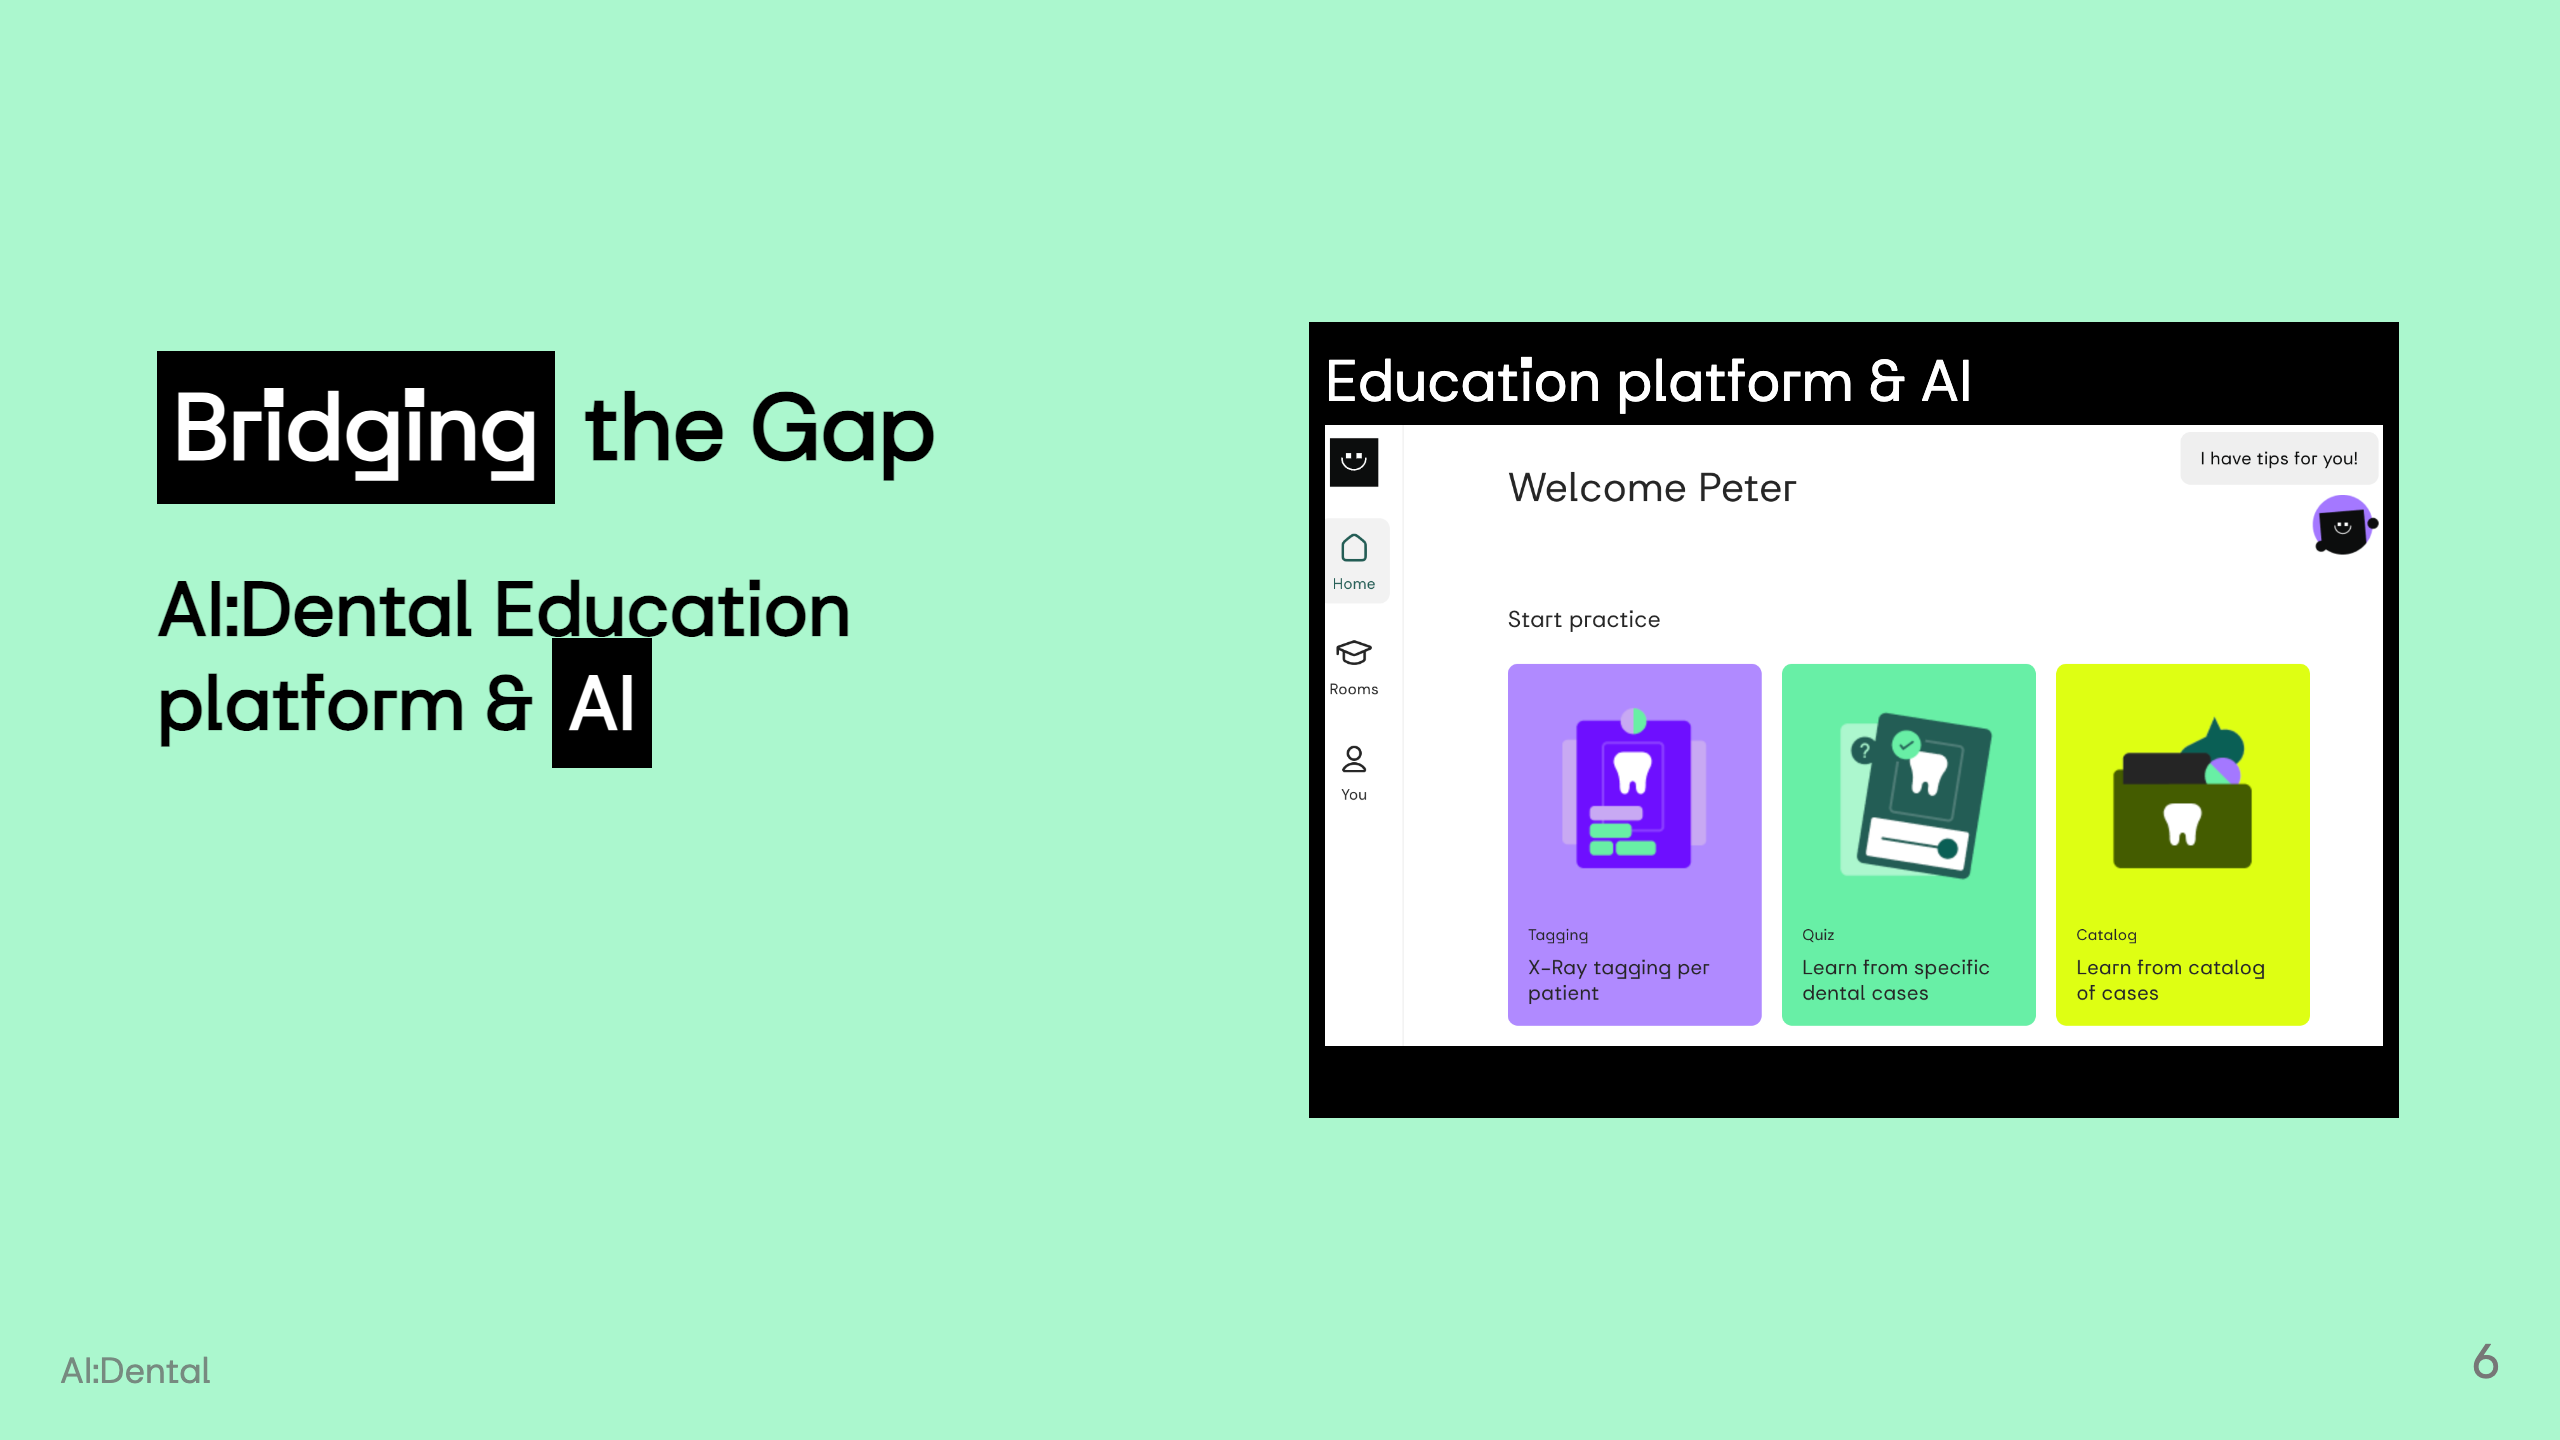 Bridging the Gap
AI:Dental Education
platform & AI
Education platform & AI
I have tips for you!
Welcome Peter
Home
Rooms
You
Start practice
?
Tagging
X-Ray tagging per
patient
Quiz
Learn from specific
dental cases
Catalog
Learn from catalog
of cases
AI:Dental
6